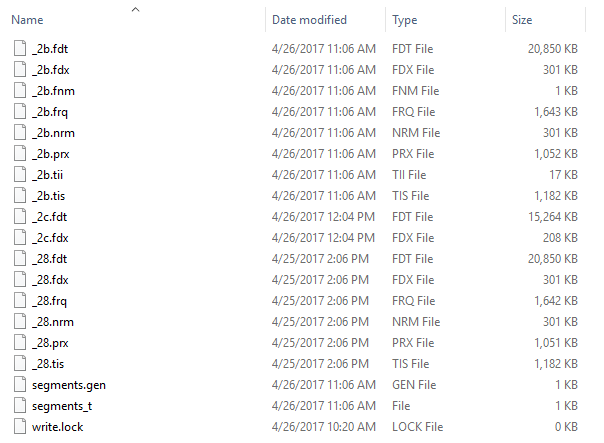 Name Date modified Type Size
_2b.fdt 4/26/2017 11:06 AM FDT File 20,850 KB
_2b.fdx 4/26/2017 11:06 AM FDX File 301 KB
_2b.fnm 4/26/2017 11:06 AM FNM File 1 KB
_2b.frq 4/26/2017 11:06 AM FRQ File 1,643 KB
_2b.nrm 4/26/2017 11:06 AM NRM File 301 KB
_2b.prx 4/26/2017 11:06 AM PRX File 1,052 KB
_2b.tii 4/26/2017 11:06 AM TII File 17 KB
_2b.tis 4/26/2017 11:06 AM TIS File 1,182 KB
_2c.fdt 4/26/2017 12:04 PM FDT File 15,264 KB
_2c.fdx 4/26/2017 12:04 PM FDX File 208 KB
_28.fdt 4/25/2017 2:06 PM FDT File 20,850 KB
_28.fdx 4/25/2017 2:06 PM FDX File 301 KB
_28.frq 4/25/2017 2:06 PM FRQ File 1,642 KB
_28.nrm 4/25/2017 2:06 PM NRM File 301 KB
_28.prx 4/25/2017 2:06 PM PRX File 1,051 KB
_28.tis 4/25/2017 2:06 PM TIS File 1,182 KB
segments.gen 4/26/2017 11:06 AM GEN File 1 KB
segments_t 4/26/2017 11:06 AM File 1 KB
write.lock 4/26/2017 10:20 AM LOCK File 0 KB